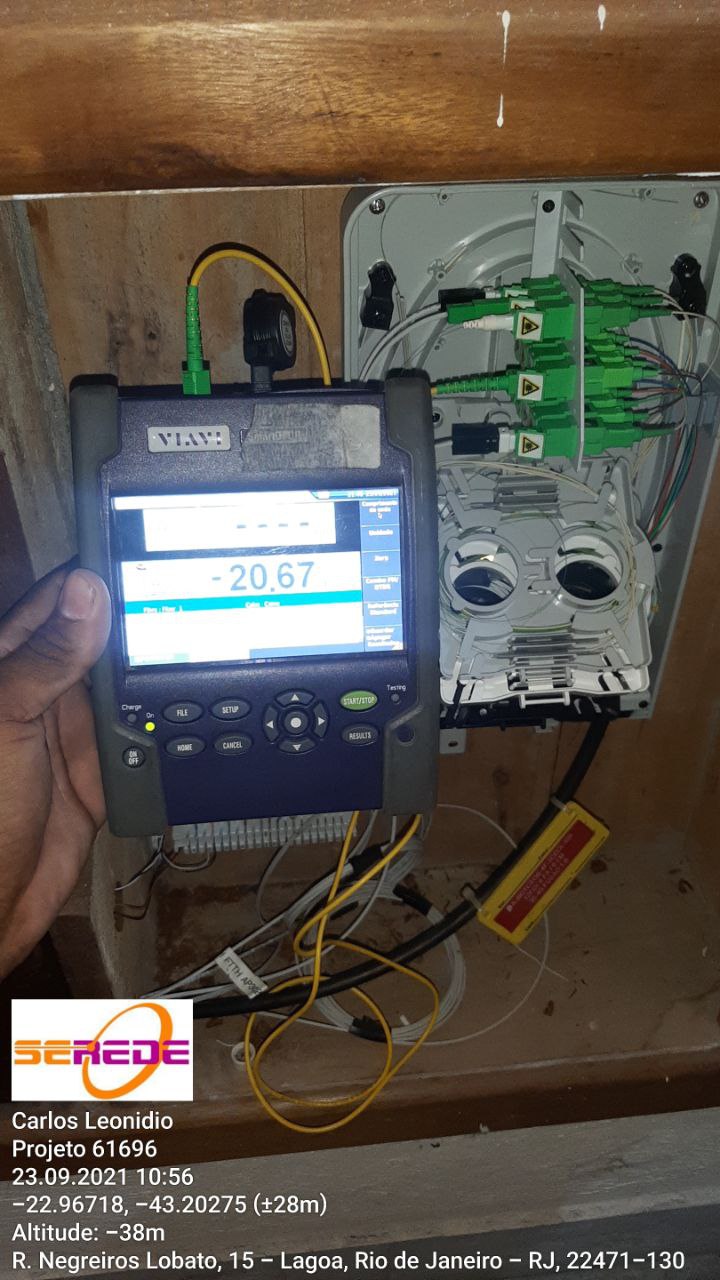 VIAVI
-20.67
Charge
On
Testing
FILE
SETUP
START/STOP
HOME
CANCEL
RESULTS
ON
OFF
FTTH
SEREDE
Carlos Leonidio
Projeto 61696
23.09.2021 10:56
−22.96718, −43.20275 (±28m)
Altitude: −38m
R. Negreiros Lobato, 15 – Lagoa, Rio de Janeiro – RJ, 22471−130